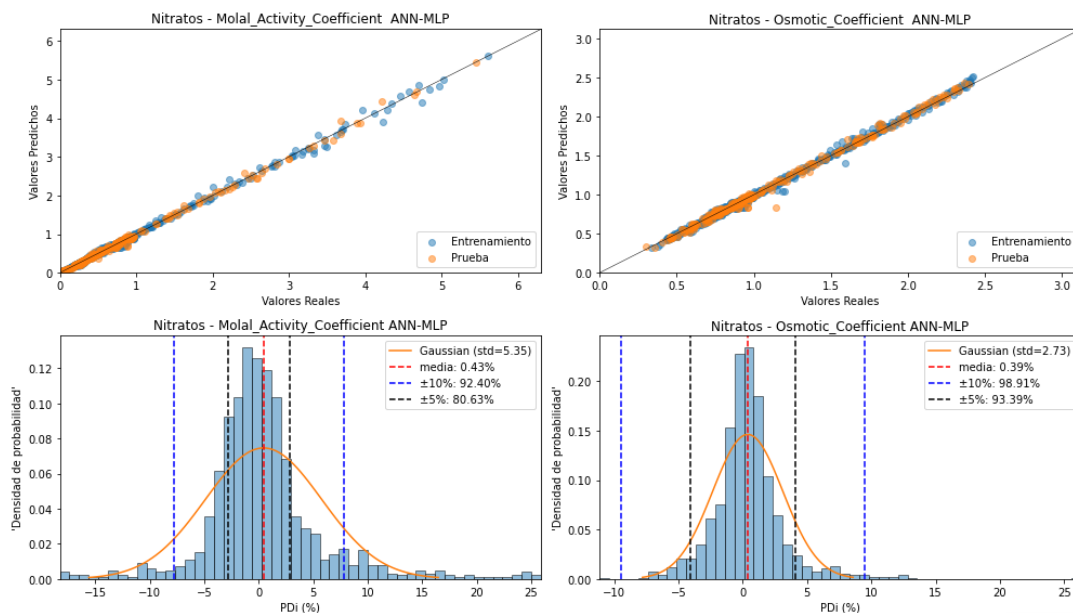 Nitratos - Molal_Activity_Coefficient  ANN-MLP
Valores Predichos
6
5
4
3
2
1
0
0 1 2 3 4 5 6
Valores Reales
Entrenamiento
Prueba
Nitratos - Osmotic_Coefficient  ANN-MLP
Valores Predichos
3.0
2.5
2.0
1.5
1.0
0.5
0.0
0.0 0.5 1.0 1.5 2.0 2.5 3.0
Valores Reales
Entrenamiento
Prueba
Nitratos - Molal_Activity_Coefficient ANN-MLP
'Densidad de probabilidad'
0.12
0.10
0.08
0.06
0.04
0.02
0.00
−15 −10 −5 0 5 10 15 20 25
PDi (%)
Gaussian (std=5.35)
media: 0.43%
±10%: 92.40%
±5%: 80.63%
Nitratos - Osmotic_Coefficient ANN-MLP
'Densidad de probabilidad'
0.20
0.15
0.10
0.05
0.00
−10 −5 0 5 10 15 20 25
PDi (%)
Gaussian (std=2.73)
media: 0.39%
±10%: 98.91%
±5%: 93.39%